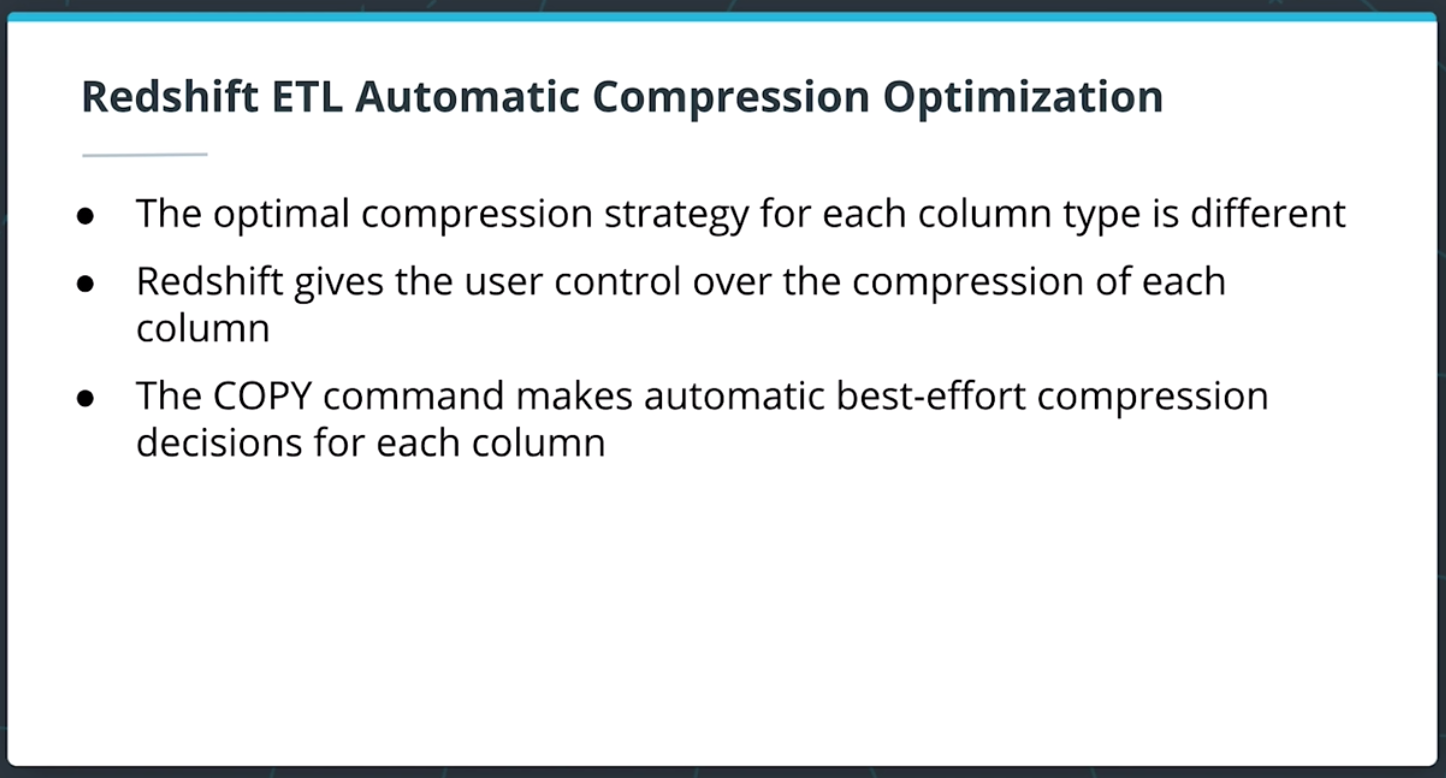 Redshift ETL Automatic Compression Optimization
● The optimal compression strategy for each column type is different
● Redshift gives the user control over the compression of each
column
● The COPY command makes automatic best-effort compression
decisions for each column